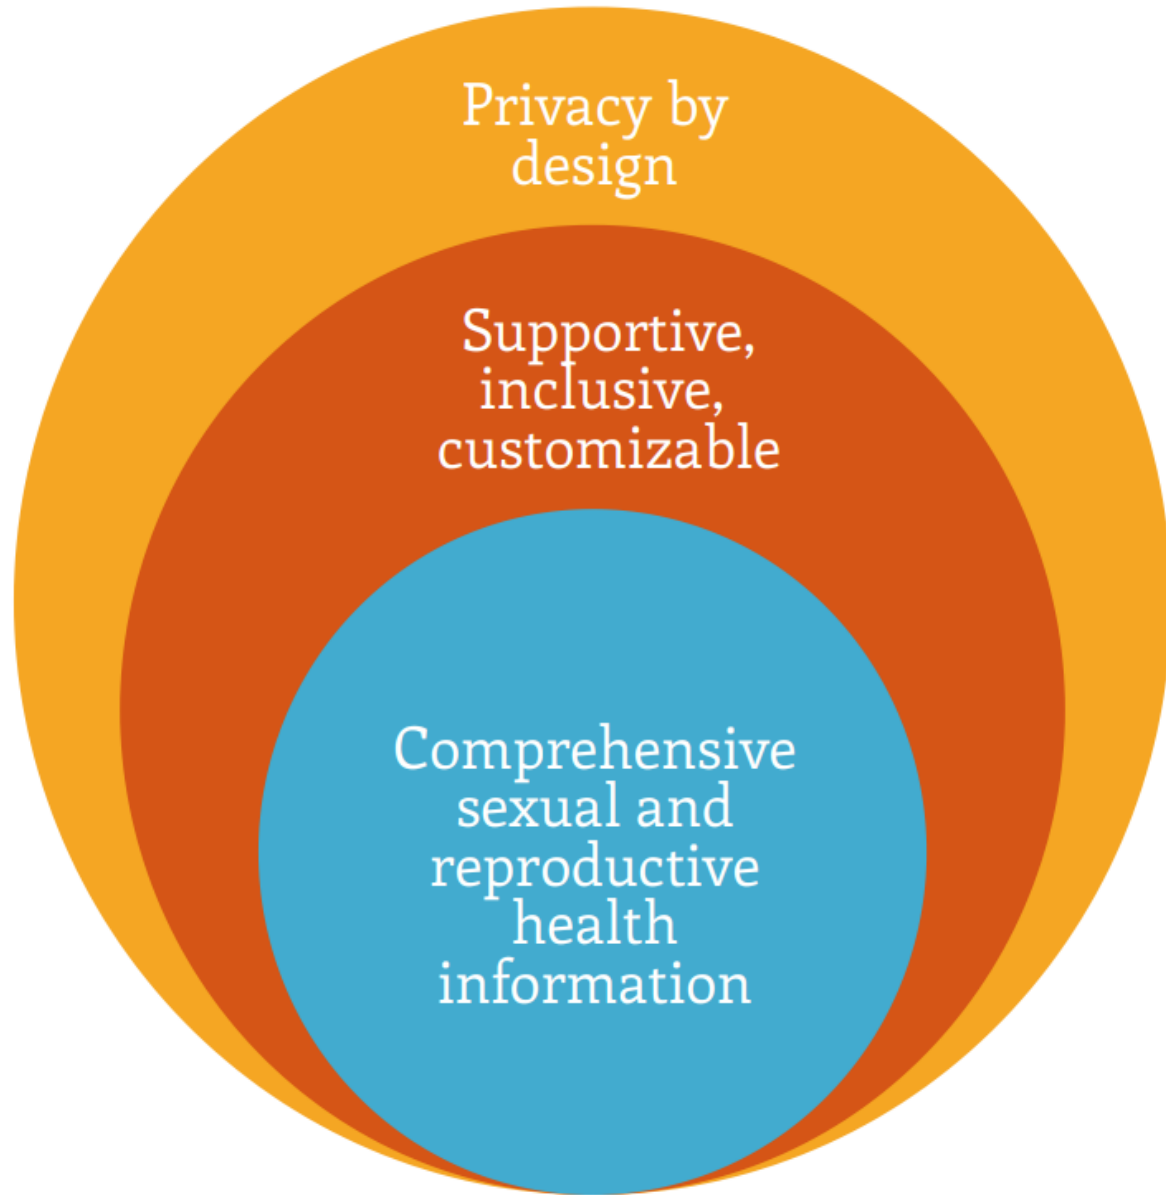 Privacy by
design
Supportive,
inclusive,
customizable
Comprehensive
sexual and
reproductive
health
information